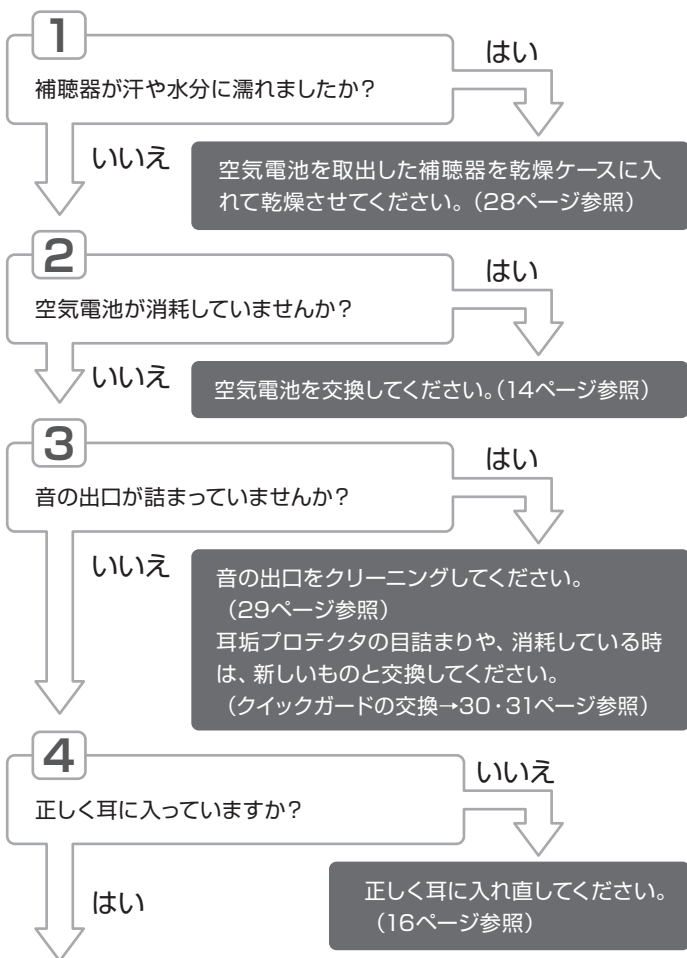 1
はい
補聴器が汗や水分に濡れましたか？
いいえ
空気電池を取出した補聴器を乾燥ケースに入
れて乾燥させてください。（28ページ参照）
2
はい
空気電池が消耗していませんか？
いいえ
空気電池を交換してください。（14ページ参照）
3
はい
音の出口が詰まっていませんか？
いいえ
音の出口をクリーニングしてください。
（29ページ参照）
耳垢プロテクタの目詰まりや、消耗している時
は、新しいものと交換してください。
（クイックガードの交換→30・31ページ参照）
4
いいえ
正しく耳に入っていますか？
はい
正しく耳に入れ直してください。
（16ページ参照）